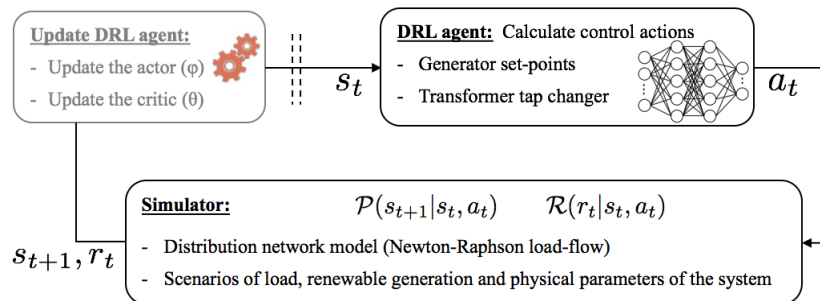 Update DRL agent:
- Update the actor (φ)
- Update the critic (θ)
s_t
DRL agent: Calculate control actions
- Generator set-points
- Transformer tap changer
a_t
Simulator: P(s_{t+1}|s_t, a_t) R(r_t|s_t, a_t)
- Distribution network model (Newton-Raphson load-flow)
- Scenarios of load, renewable generation and physical parameters of the system
s_{t+1}, r_t